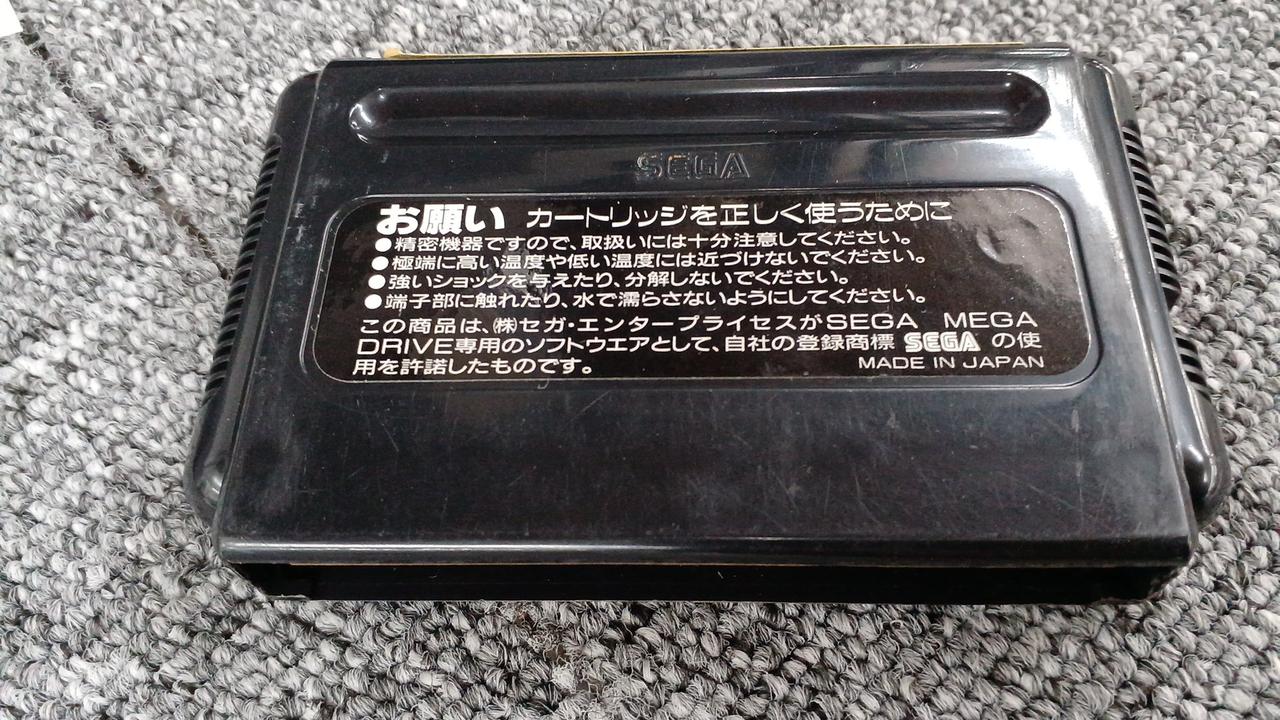 SEGA
お願い カートリッジを正しく使うために
●精密機器ですので、取扱いには十分注意してください。
●極端に高い温度や低い温度には近づけないでください。
●強いショックを与えたり、分解しないでください。
●端子部に触れたり、水で濡らさないようにしてください。
この商品は、㈱セガ・エンタープライセスがSEGA MEGA
DRIVE専用のソフトウエアとして、自社の登録商標 SEGA の使
用を許諾したものです。
MADE IN JAPAN